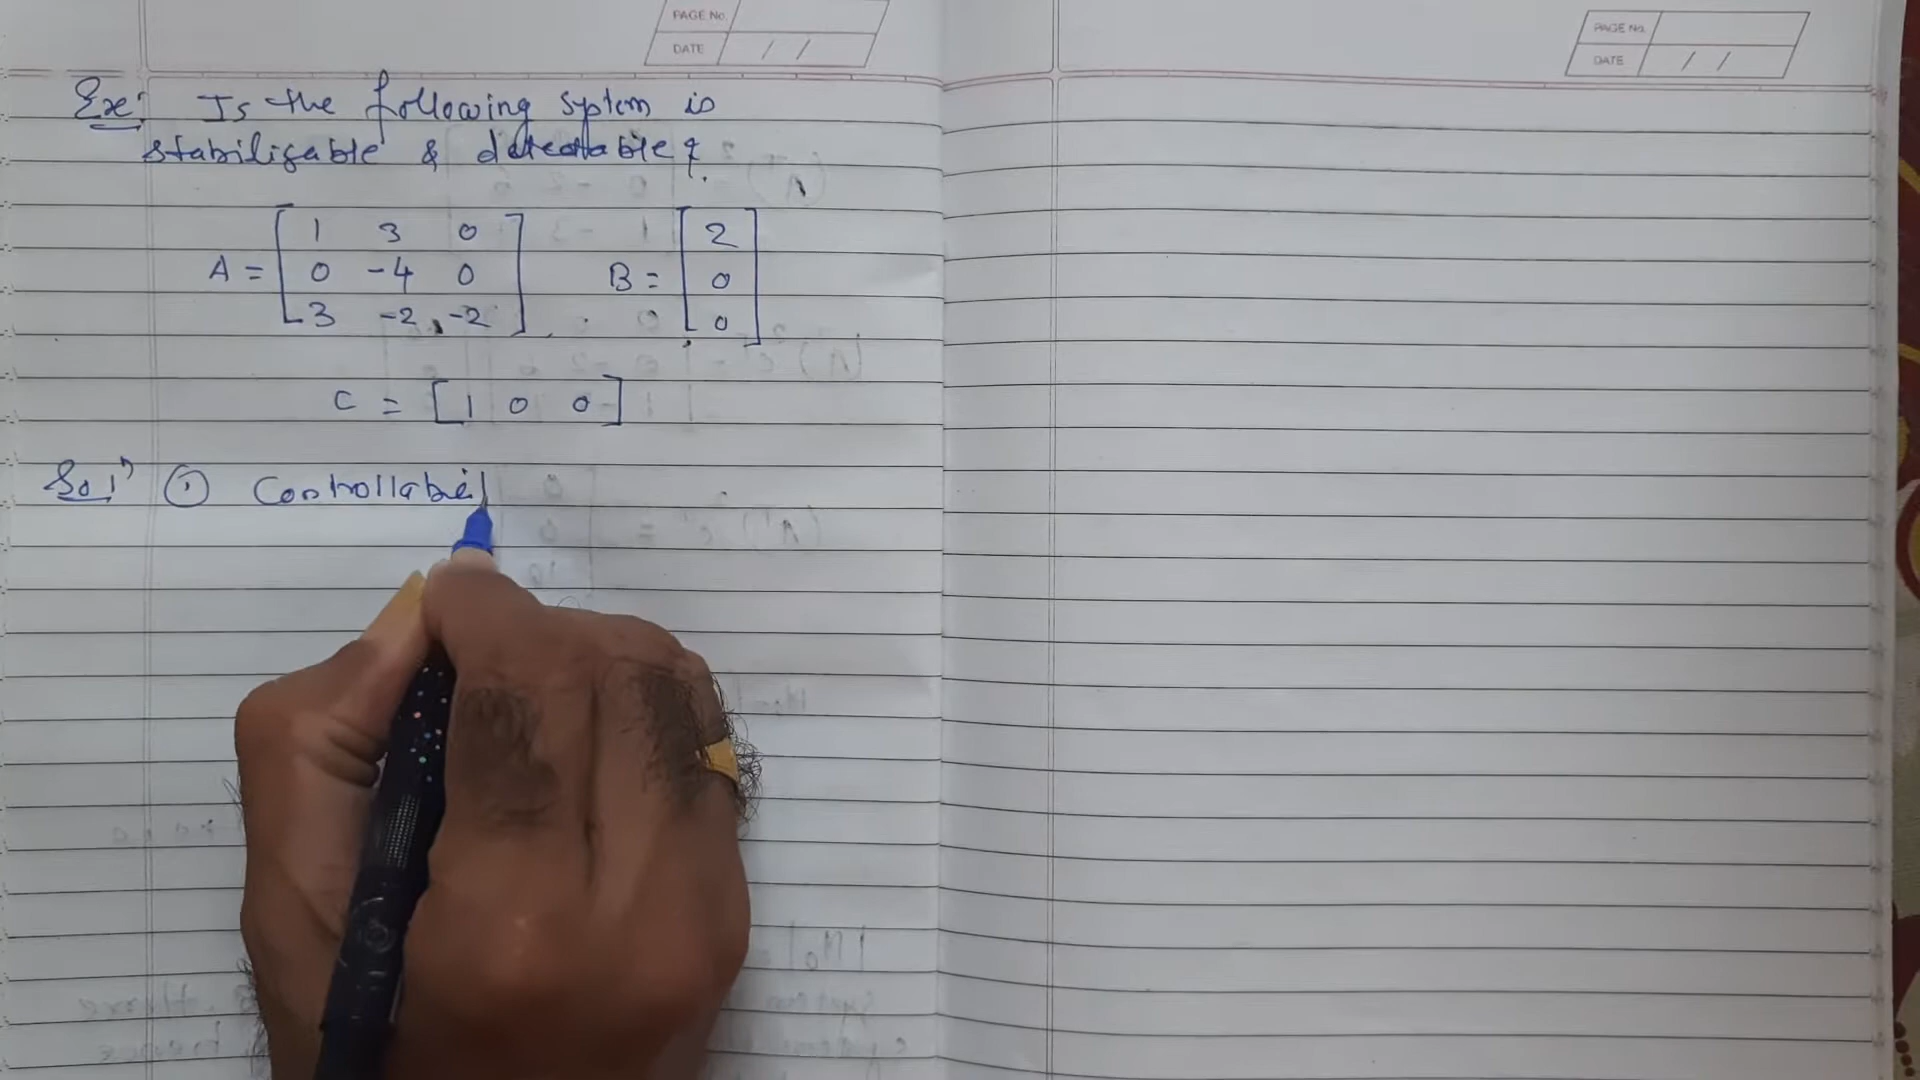 PAGE No.
DATE / /
PAGE No.
DATE / /
Ex: Is the following system is
stabilizable & detectable?
A = [ 1 3 0
0 -4 0
3 -2 -2 ]
B = [ 2
0
0 ]
C = [ 1 0 0 ]
Solⁿ ① Controllabil